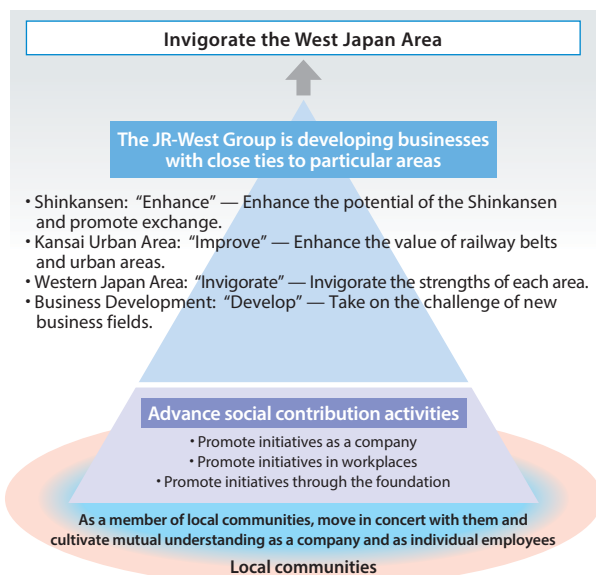 Invigorate the West Japan Area
The JR-West Group is developing businesses
with close ties to particular areas
• Shinkansen: “Enhance” — Enhance the potential of the Shinkansen
and promote exchange.
• Kansai Urban Area: “Improve” — Enhance the value of railway belts
and urban areas.
• Western Japan Area: “Invigorate” — Invigorate the strengths of each area.
• Business Development: “Develop” — Take on the challenge of new
business fields.
Advance social contribution activities
• Promote initiatives as a company
• Promote initiatives in workplaces
• Promote initiatives through the foundation
As a member of local communities, move in concert with them and
cultivate mutual understanding as a company and as individual employees
Local communities